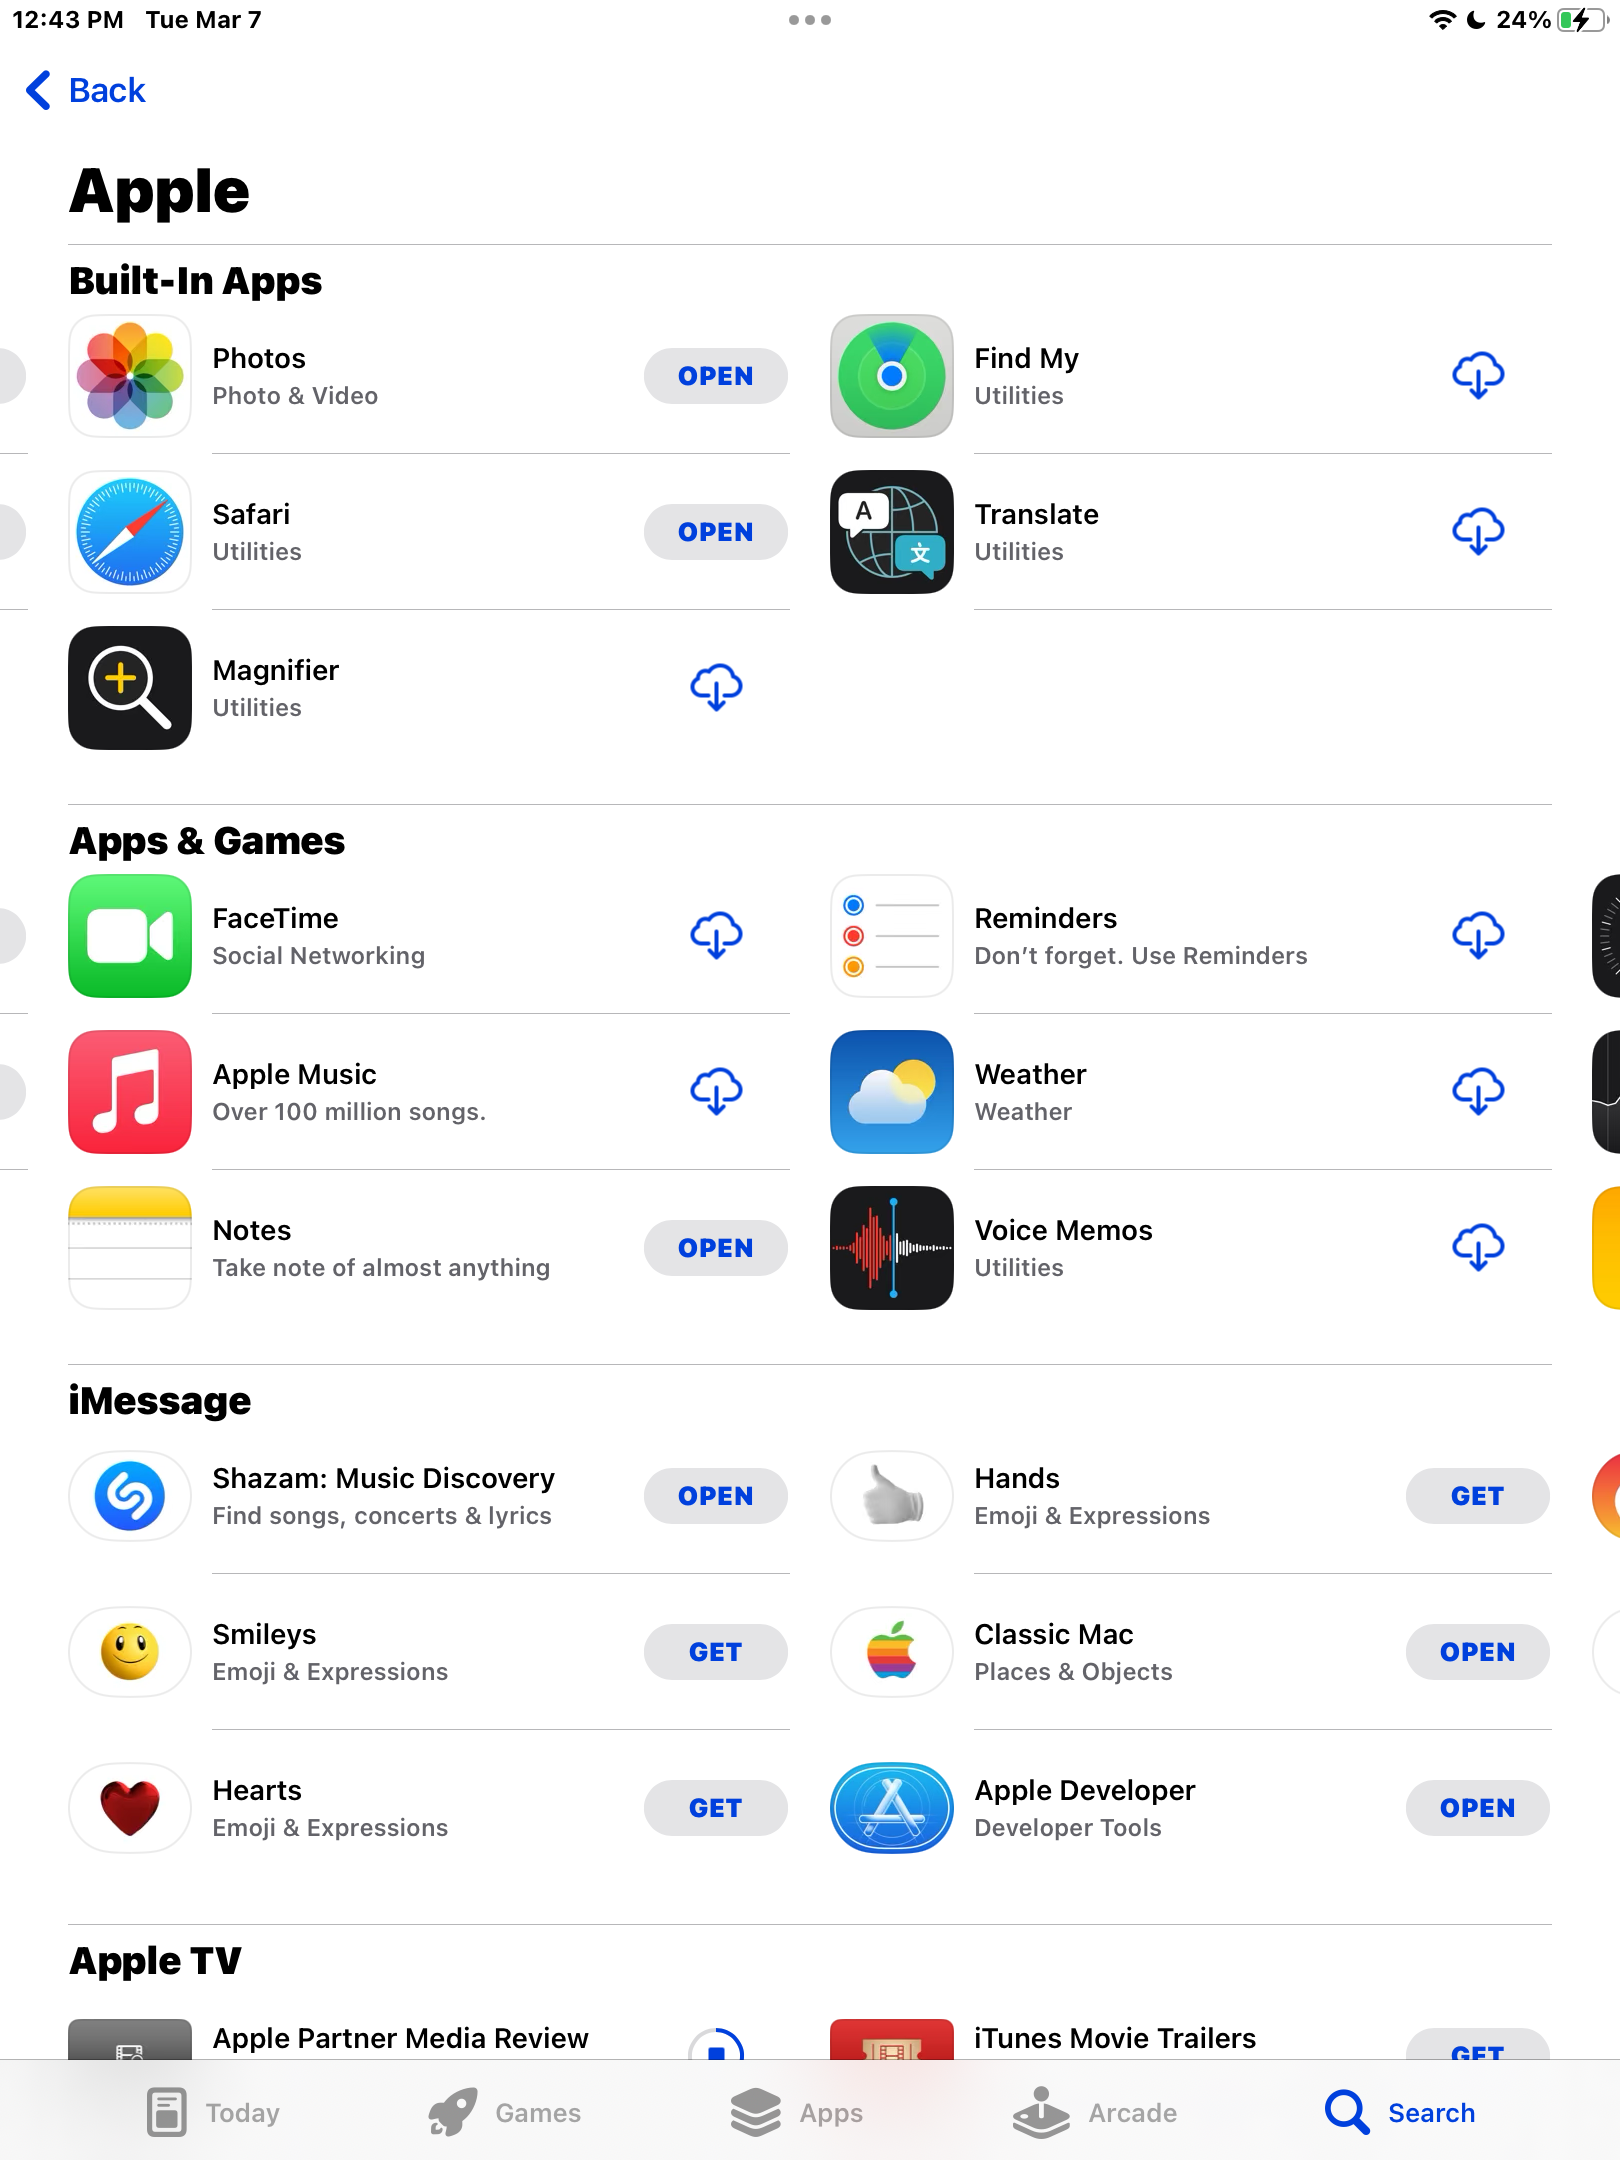 12:43 PM Tue Mar 7
24%
Back
Apple
Built-In Apps
Photos
Photo & Video
OPEN
Find My
Utilities
Safari
Utilities
OPEN
A
文
Translate
Utilities
Magnifier
Utilities
Apps & Games
FaceTime
Social Networking
Reminders
Don’t forget. Use Reminders
Apple Music
Over 100 million songs.
Weather
Weather
Notes
Take note of almost anything
OPEN
Voice Memos
Utilities
iMessage
Shazam: Music Discovery
Find songs, concerts & lyrics
OPEN
Hands
Emoji & Expressions
GET
Smileys
Emoji & Expressions
GET
Classic Mac
Places & Objects
OPEN
Hearts
Emoji & Expressions
GET
Apple Developer
Developer Tools
OPEN
Apple TV
Apple Partner Media Review
iTunes Movie Trailers
GET
Today
Games
Apps
Arcade
Search